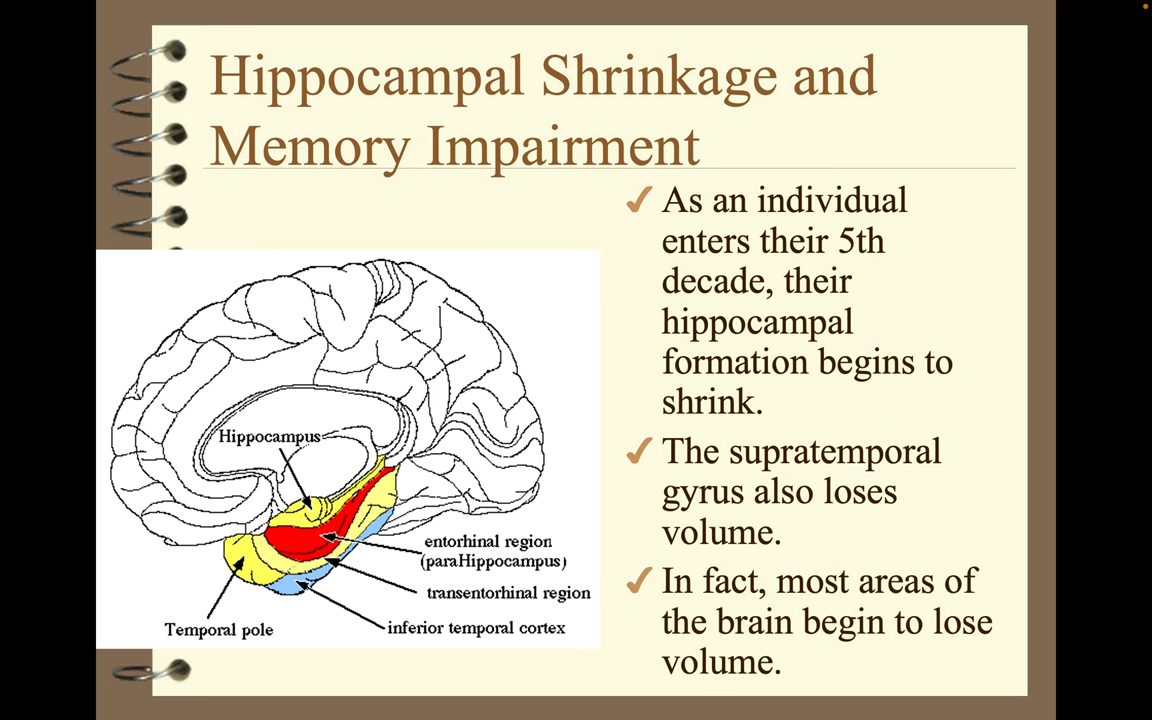 Hippocampal Shrinkage and
Memory Impairment
✓ As an individual
enters their 5th
decade, their
hippocampal
formation begins to
shrink.
✓ The supratemporal
gyrus also loses
volume.
✓ In fact, most areas of
the brain begin to lose
volume.
Hippocampus
entorhinal region
(paraHippocampus)
transentorhinal region
inferior temporal cortex
Temporal pole